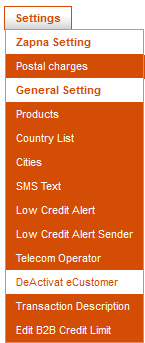 Settings
Zapna Setting
Postal charges
General Setting
Products
Country List
Cities
SMS Text
Low Credit Alert
Low Credit Alert Sender
Telecom Operator
DeActivat eCustomer
Transaction Description
Edit B2B Credit Limit